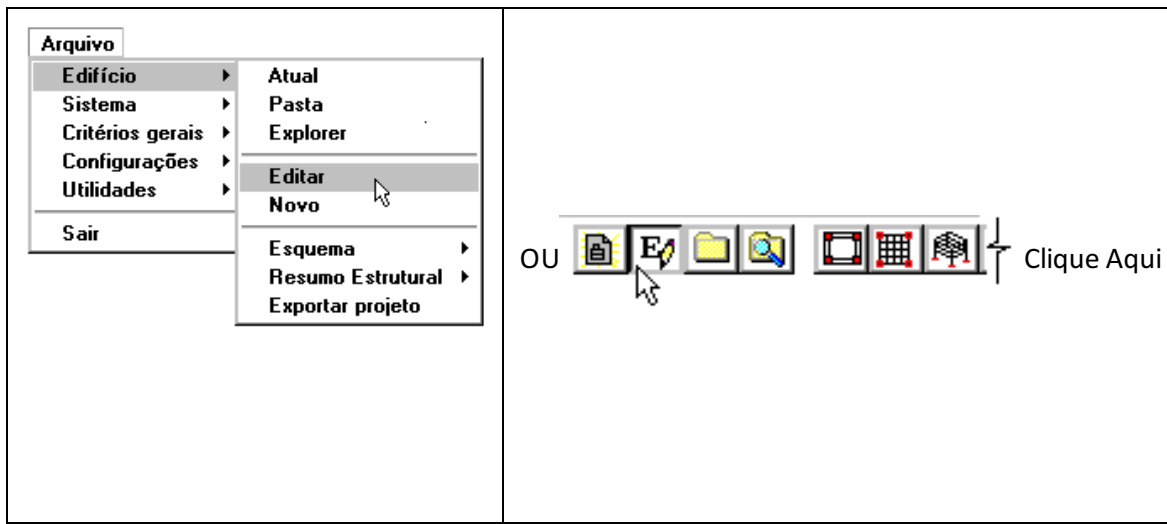 Arquivo
Edifício
Sistema
Critérios gerais
Configurações
Utilidades
Sair
Atual
Pasta
Explorer
Editar
Novo
Esquema
Resumo Estrutural
Exportar projeto
OU
E
Clique Aqui